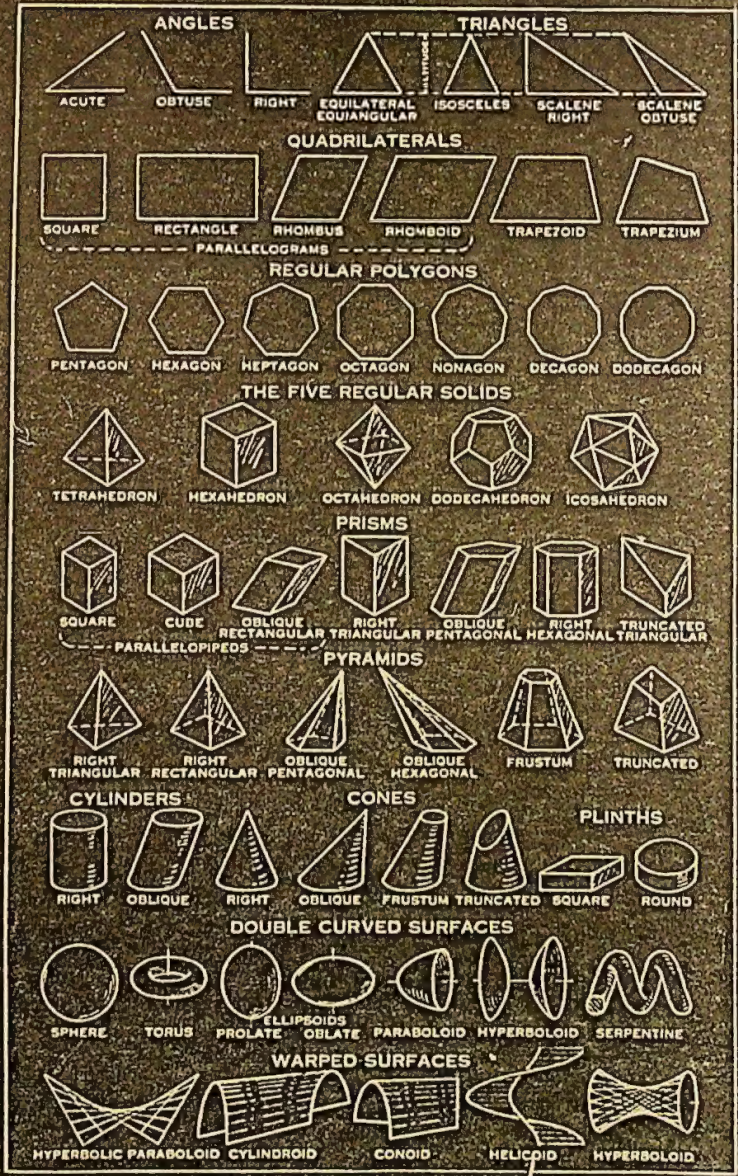 ANGLES TRIANGLES
ALTITUDE
ACUTE OBTUSE RIGHT EQUILATERAL EQUIANGULAR ISOSCELES SCALENE RIGHT SCALENE OBTUSE
QUADRILATERALS
SQUARE RECTANGLE RHOMBUS RHOMBOID TRAPEZOID TRAPEZIUM
PARALLELOGRAMS
REGULAR POLYGONS
PENTAGON HEXAGON HEPTAGON OCTAGON NONAGON DECAGON DODECAGON
THE FIVE REGULAR SOLIDS
TETRAHEDRON HEXAHEDRON OCTAHEDRON DODECAHEDRON ICOSAHEDRON
PRISMS
SQUARE CUBE OBLIQUE RECTANGULAR RIGHT TRIANGULAR OBLIQUE PENTAGONAL RIGHT HEXAGONAL TRUNCATED TRIANGULAR
PARALLELOPIPEDS
PYRAMIDS
RIGHT TRIANGULAR RIGHT RECTANGULAR OBLIQUE PENTAGONAL OBLIQUE HEXAGONAL FRUSTUM TRUNCATED
CYLINDERS CONES PLINTHS
RIGHT OBLIQUE RIGHT OBLIQUE FRUSTUM TRUNCATED SQUARE ROUND
DOUBLE CURVED SURFACES
SPHERE TORUS PROLATE ELLIPSOIDS OBLATE PARABOLOID HYPERBOLOID SERPENTINE
WARPED SURFACES
HYPERBOLIC PARABOLOID CYLINDROID CONOID HELICOID HYPERBOLOID